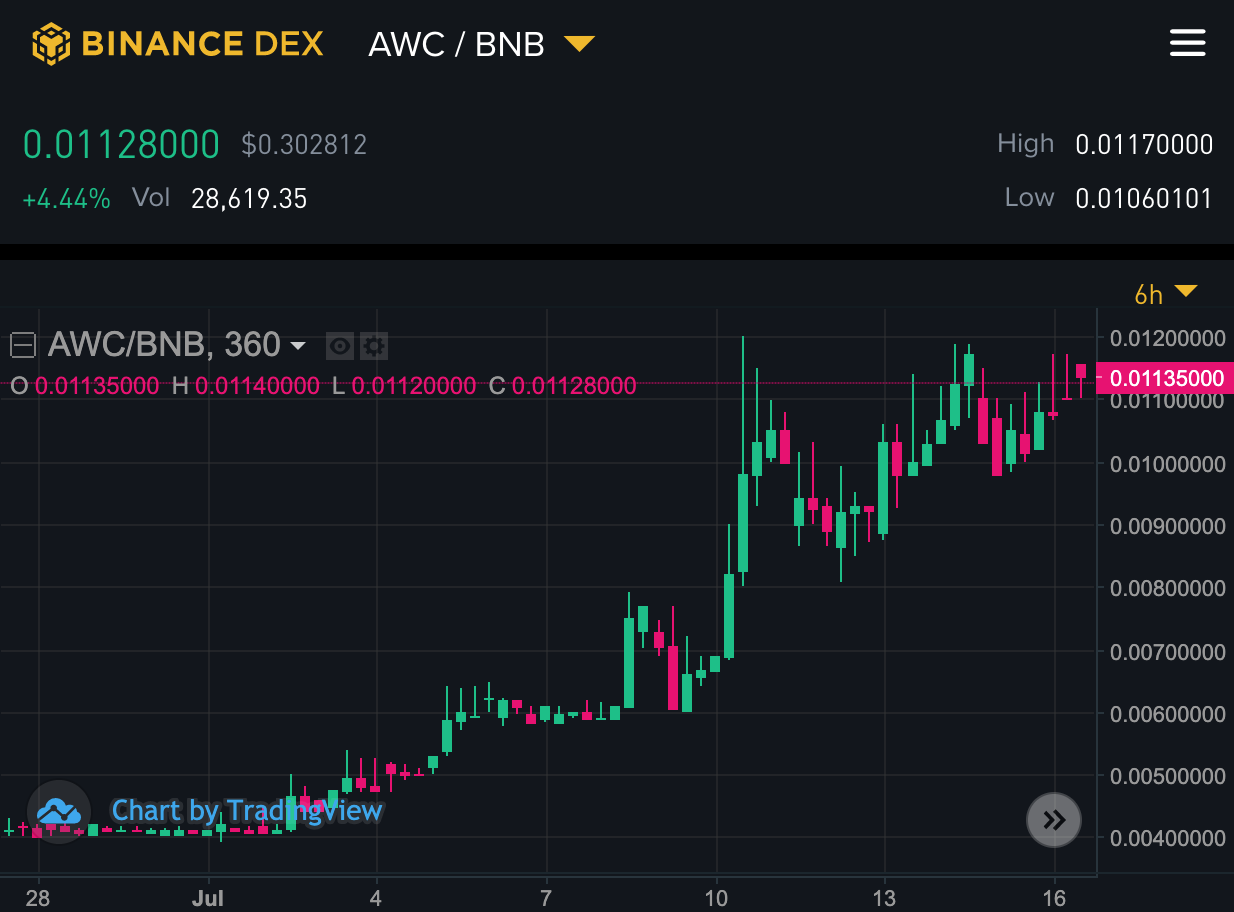 BINANCE DEX AWC / BNB
0.01128000 $0.302812 High 0.01170000
+4.44% Vol 28,619.35 Low 0.01060101
6h
AWC/BNB, 360
O 0.01135000 H 0.01140000 L 0.01120000 C 0.01128000
0.01200000
0.01135000
0.01100000
0.01000000
0.00900000
0.00800000
0.00700000
0.00600000
0.00500000
Chart by TradingView
0.00400000
28 Jul 4 7 10 13 16